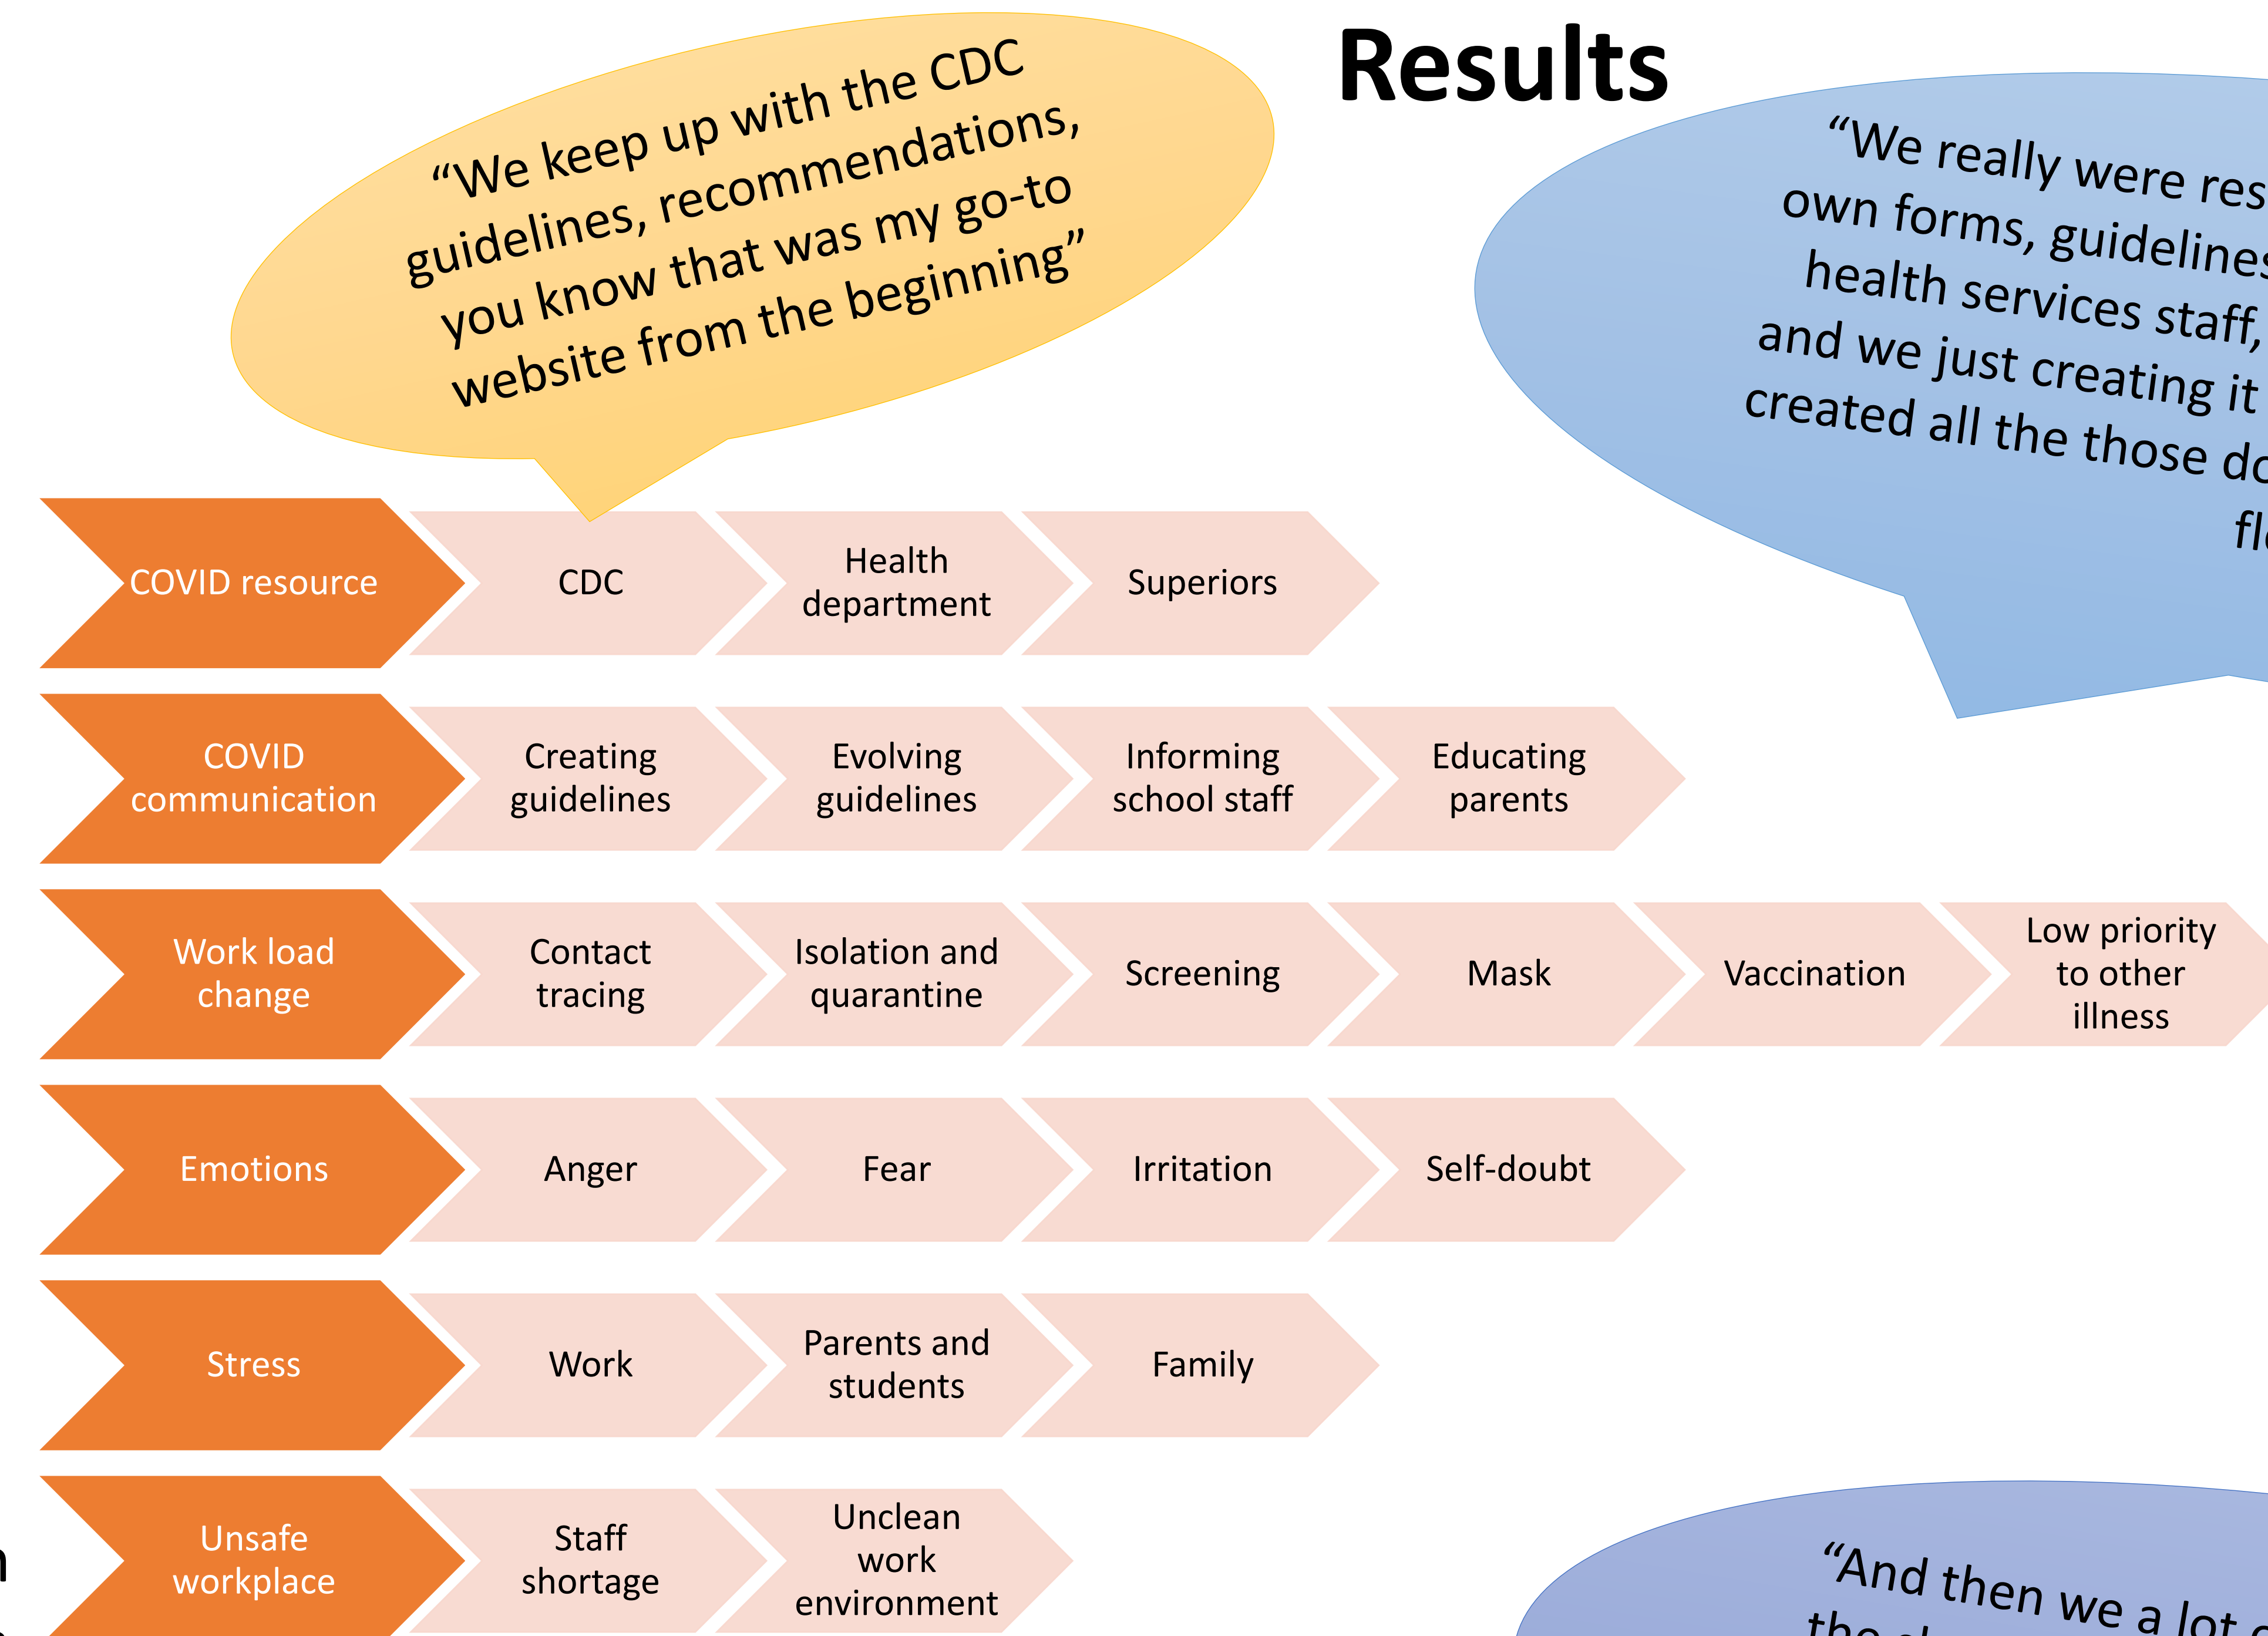 Results
“We keep up with the CDC
guidelines, recommendations,
you know that was my go-to
website from the beginning”
“We really were
own forms, guidelines
health services staff,
and we just creating it
created all the those
COVID resource
CDC
Health
department
Superiors
COVID
communication
Creating
guidelines
Evolving
guidelines
Informing
school staff
Educating
parents
Work load
change
Contact
tracing
Isolation and
quarantine
Screening
Mask
Vaccination
Low priority
to other
illness
Emotions
Anger
Fear
Irritation
Self-doubt
Stress
Work
Parents and
students
Family
Unsafe
workplace
Staff
shortage
Unclean
work
environment
“And then we a lot